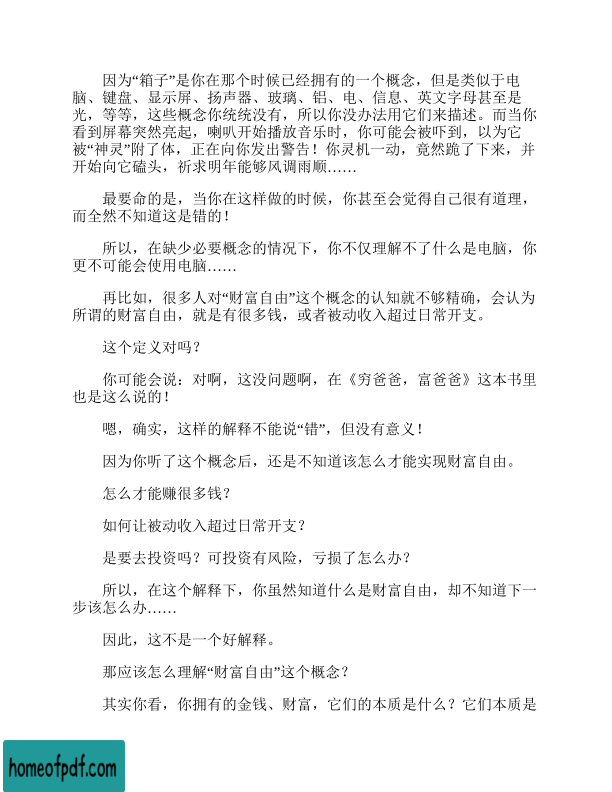 因为“箱子”是你在那个时候已经拥有的一个概念，但是类似于电
脑、键盘、显示屏、扬声器、玻璃、铝、电、信息、英文字母甚至是
光，等等，这些概念你统统没有，所以你没办法用它们来描述。而当你
看到屏幕突然亮起，喇叭开始播放音乐时，你可能会被吓到，以为它
被“神灵”附了体，正在向你发出警告！你灵机一动，竟然跪了下来，并
开始向它磕头，祈求明年能够风调雨顺……
最要命的是，当你在这样做的时候，你甚至会觉得自己很有道理，
而全然不知道这是错的！
所以，在缺少必要概念的情况下，你不仅理解不了什么是电脑，你
更不可能会使用电脑……
再比如，很多人对“财富自由”这个概念的认知就不够精确，会认为
所谓的财富自由，就是有很多钱，或者被动收入超过日常开支。
这个定义对吗？
你可能会说：对啊，这没问题啊，在《穷爸爸，富爸爸》这本书里
也是这么说的！
嗯，确实，这样的解释不能说“错”，但没有意义！
因为你听了这个概念后，还是不知道该怎么才能实现财富自由。
怎么才能赚很多钱？
如何让被动收入超过日常开支？
是要去投资吗？可投资有风险，亏损了怎么办？
所以，在这个解释下，你虽然知道什么是财富自由，却不知道下一
步该怎么办……
因此，这不是一个好解释。
那应该怎么理解“财富自由”这个概念？
其实你看，你拥有的金钱、财富，它们的本质是什么？它们本质是
homeofpdf.com